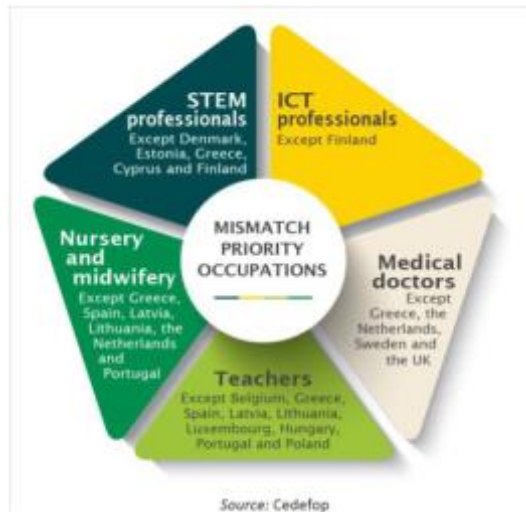 STEM
professionals
Except Denmark,
Estonia, Greece,
Cyprus and Finland
ICT
professionals
Except Finland
Nursery
and
midwifery
Except Greece,
Spain, Latvia,
Lithuania, the
Netherlands
and
Portugal
MISMATCH
PRIORITY
OCCUPATIONS
Medical
doctors
Except
Greece, the
Netherlands,
Sweden and
the UK
Teachers
Except Belgium, Greece,
Spain, Latvia, Lithuania,
Luxembourg, Hungary,
Portugal and Poland
Source: Cedefop